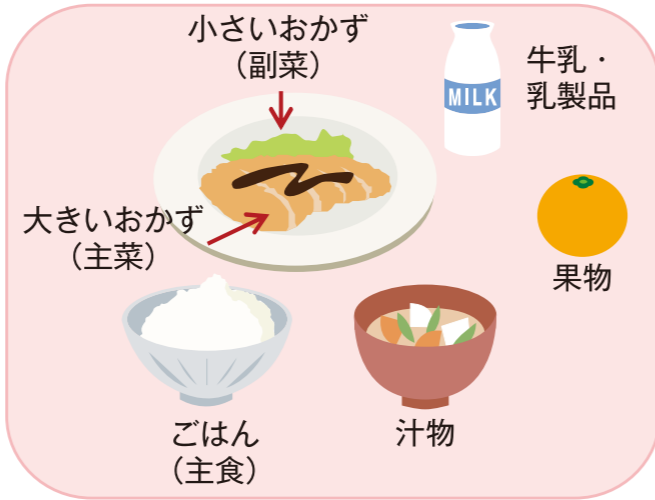 小さいおかず
（副菜）
牛乳・
乳製品
MILK
大きいおかず
（主菜）
果物
ごはん
（主食）
汁物